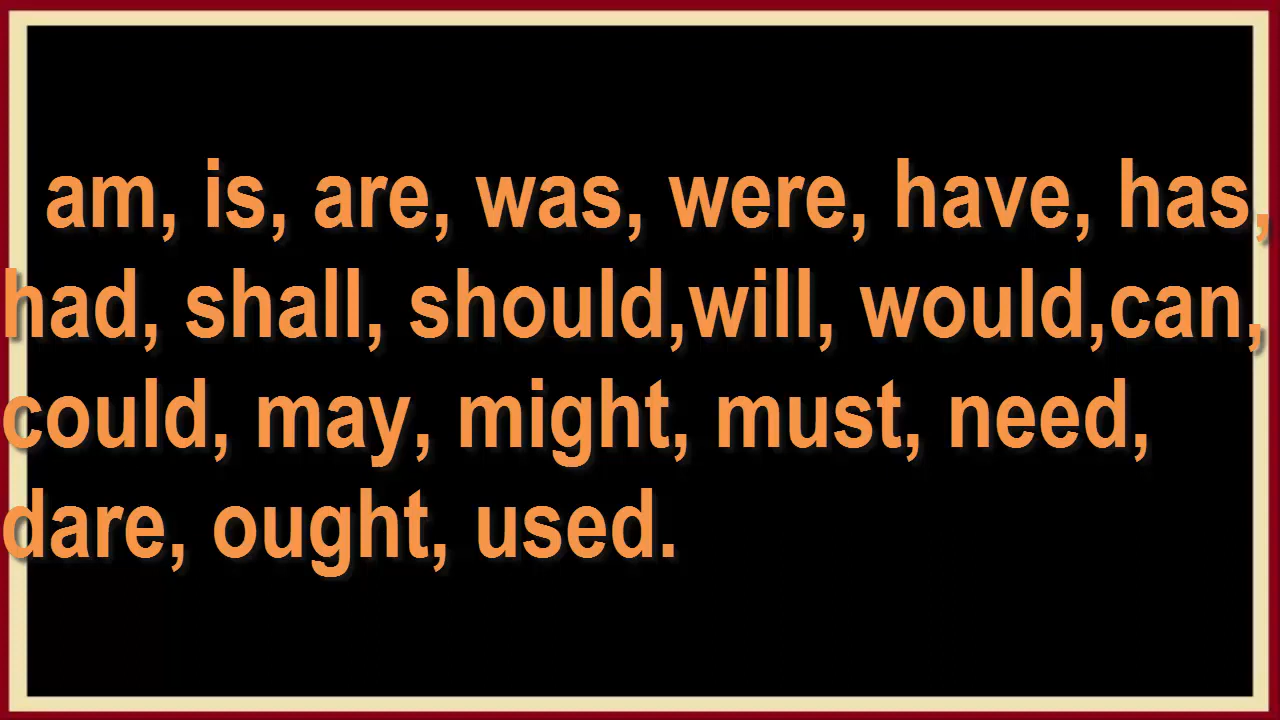 am, is, are, was, were, have, has,
had, shall, should,will, would,can,
could, may, might, must, need,
dare, ought, used.